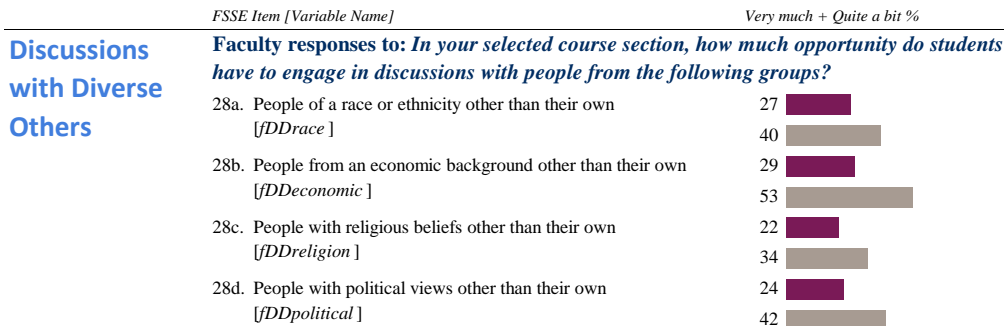 FSSE Item [Variable Name] Very much + Quite a bit %
Discussions
with Diverse
Others
Faculty responses to: In your selected course section, how much opportunity do students
have to engage in discussions with people from the following groups?
28a. People of a race or ethnicity other than their own 27
[fDDrace ] 40
28b. People from an economic background other than their own 29
[fDDeconomic ] 53
28c. People with religious beliefs other than their own 22
[fDDreligion ] 34
28d. People with political views other than their own 24
[fDDpolitical ] 42